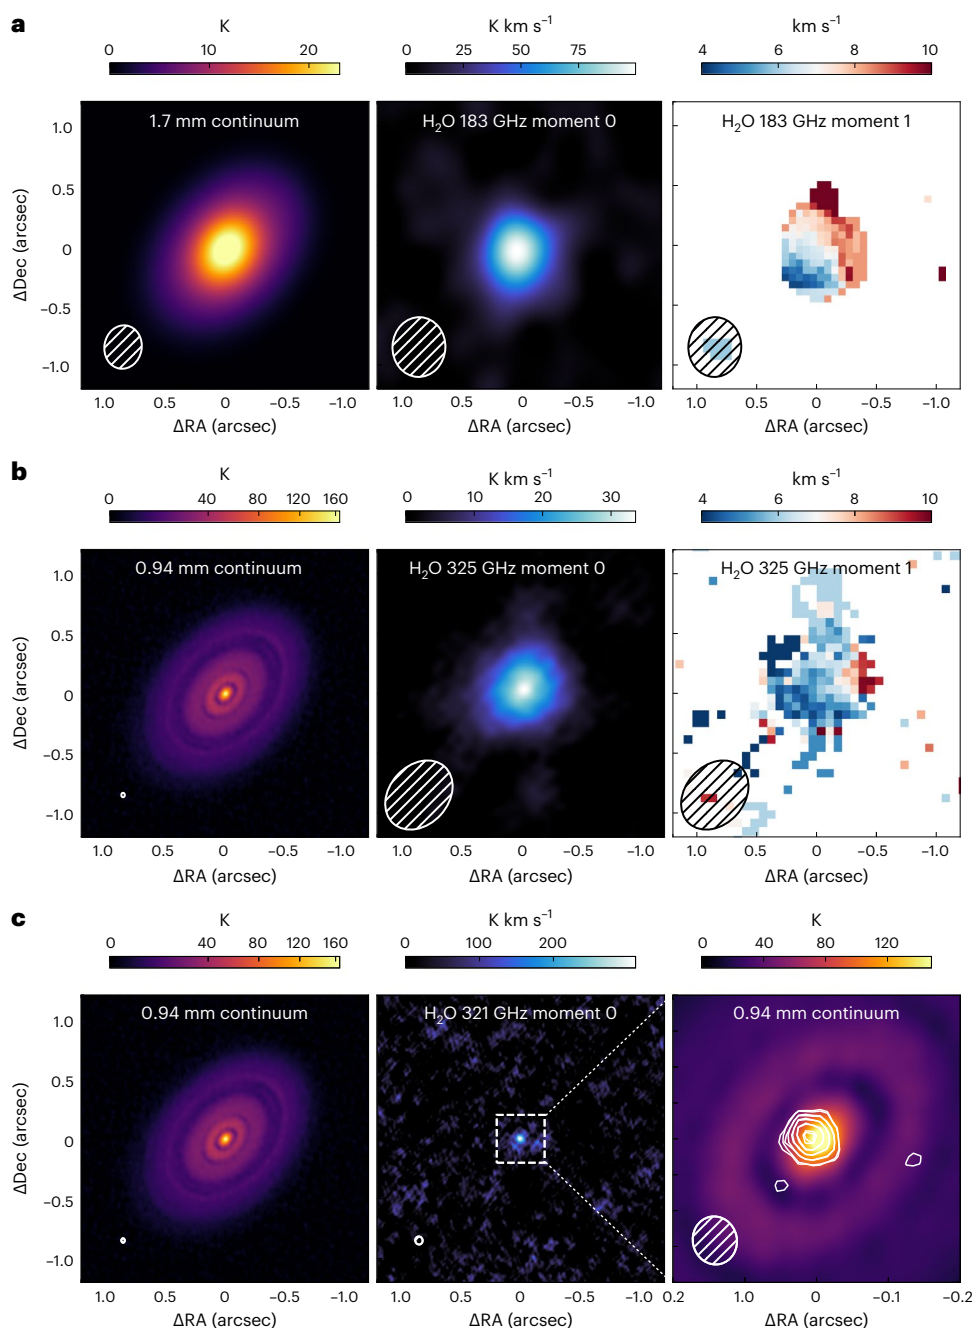 a
K
K km s⁻¹
km s⁻¹
0 10 20
0 25 50 75
4 6 8 10
1.7 mm continuum
H₂O 183 GHz moment 0
H₂O 183 GHz moment 1
ΔDec (arcsec)
1.0
0.5
0
−0.5
−1.0
1.0 0.5 0 −0.5 −1.0
1.0 0.5 0 −0.5 −1.0
1.0 0.5 0 −0.5 −1.0
ΔRA (arcsec)
ΔRA (arcsec)
ΔRA (arcsec)
b
K
K km s⁻¹
km s⁻¹
0 40 80 120 160
0 10 20 30
4 6 8 10
0.94 mm continuum
H₂O 325 GHz moment 0
H₂O 325 GHz moment 1
ΔDec (arcsec)
1.0
0.5
0
−0.5
−1.0
1.0 0.5 0 −0.5 −1.0
1.0 0.5 0 −0.5 −1.0
1.0 0.5 0 −0.5 −1.0
ΔRA (arcsec)
ΔRA (arcsec)
ΔRA (arcsec)
c
K
K km s⁻¹
K
0 40 80 120 160
0 100 200
0 40 80 120
0.94 mm continuum
H₂O 321 GHz moment 0
0.94 mm continuum
ΔDec (arcsec)
1.0
0.5
0
−0.5
−1.0
1.0 0.5 0 −0.5 −1.0
1.0 0.5 0 −0.5 −1.0
0.2 1.0 0 −0.1 −0.2
ΔRA (arcsec)
ΔRA (arcsec)
ΔRA (arcsec)